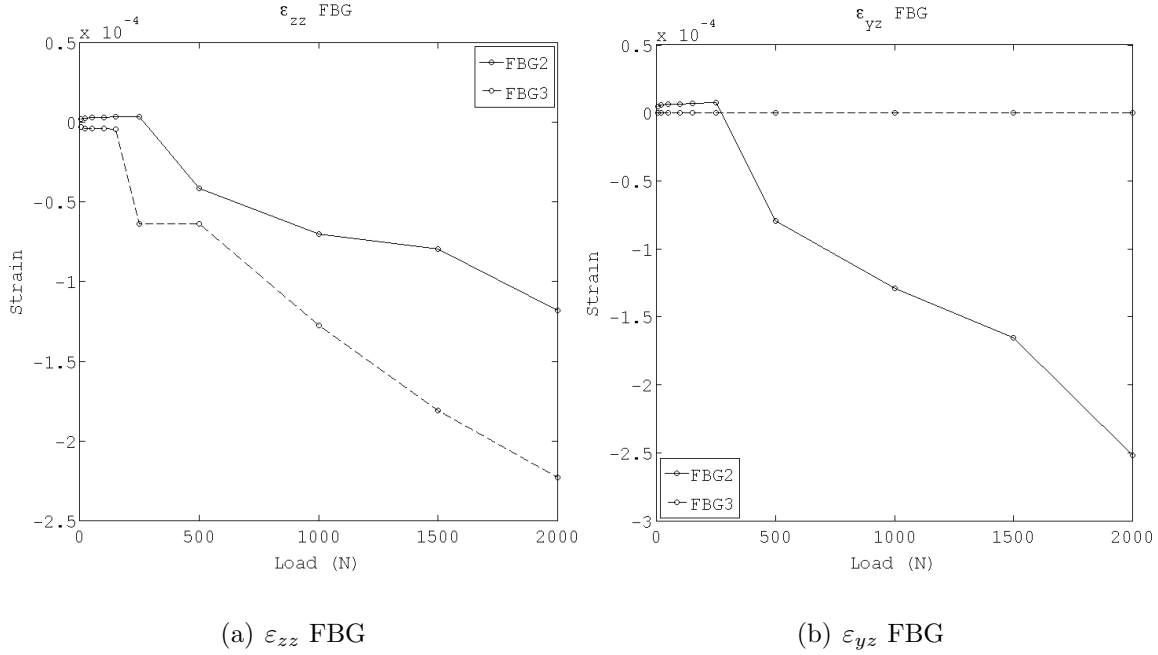 ε_zz FBG
x 10^-4
0.5
0
-0.5
-1
-1.5
-2
-2.5
Strain
0 500 1000 1500 2000
Load (N)
FBG2
FBG3
(a) ε_zz FBG
ε_yz FBG
x 10^-4
0.5
0
-0.5
-1
-1.5
-2
-2.5
-3
Strain
0 500 1000 1500 2000
Load (N)
FBG2
FBG3
(b) ε_yz FBG